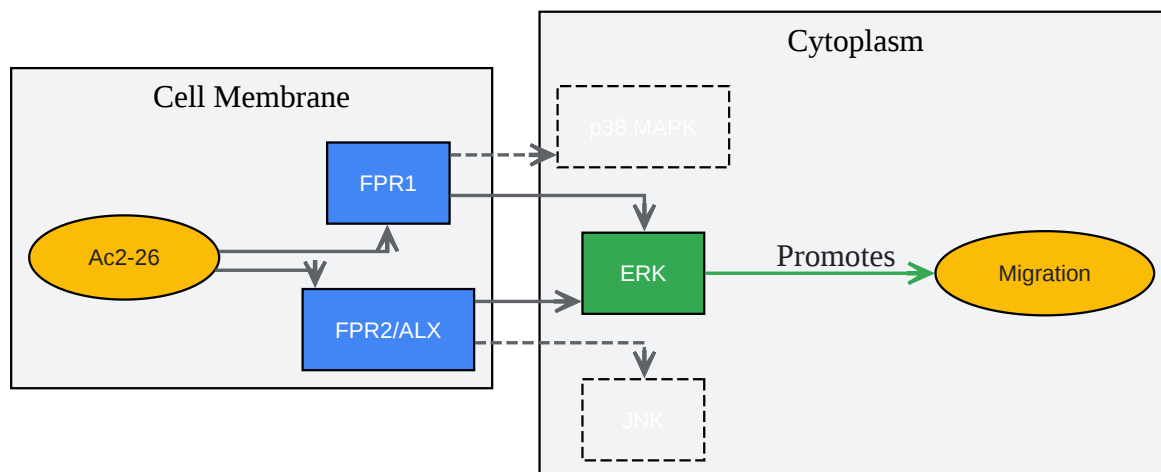 Cytoplasm
Cell Membrane
p38 MAPK
FPR1
Ac2-26
ERK
Promotes
Migration
FPR2/ALX
JNK